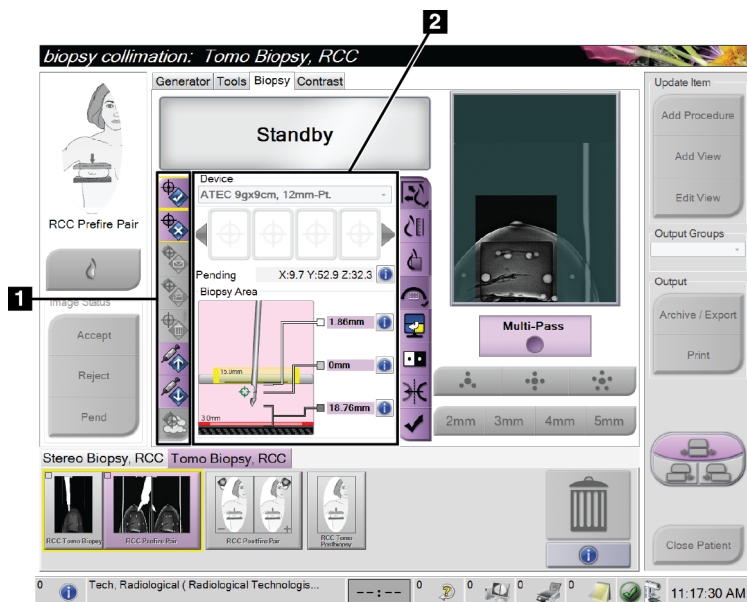 2
biopsy collimation: Tomo Biopsy, RCC
Generator Tools Biopsy Contrast
Standby
RCC Prefire Pair
Image Status
Accept
Reject
Pend
1
Device
ATEC 9gx9cm, 12mm-Pt.
Pending X:9.7 Y:52.9 Z:32.3
Biopsy Area
1.86mm
15.0mm
0mm
18.76mm
3.0mm
Multi-Pass
2mm 3mm 4mm 5mm
Update Item
Add Procedure
Add View
Edit View
Output Groups
Output
Archive / Export
Print
Stereo Biopsy, RCC Tomo Biopsy, RCC
RCC Tomo Biopsy
RCC Prefire Pair
RCC Postfire Pair
RCC Tomo
Postbiopsy
Close Patient
0 Tech, Radiological ( Radiological Technologis... --:-- 0 0 0 0 11:17:30 AM